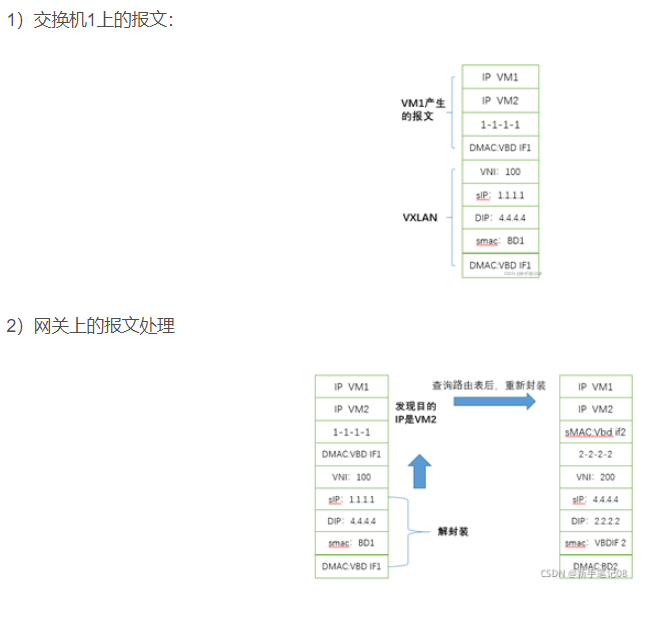 1）交换机1上的报文：
VM1产生
的报文
IP VM1
IP VM2
1-1-1-1
DMAC:VBD IF1
VXLAN
VNI：100
sIP：1.1.1.1
DIP：4.4.4.4
smac：BD1
DMAC:VBD IF1
CSDN @新手笔记08
2）网关上的报文处理
IP VM1
IP VM2
1-1-1-1
DMAC:VBD IF1
VNI：100
sIP：1.1.1.1
DIP：4.4.4.4
smac：BD1
DMAC:VBD IF1
发现目的
IP是VM2
解封装
查询路由表后，重新封装
IP VM1
IP VM2
sMAC:Vbd if2
2-2-2-2
VNI：200
sIP：4.4.4.4
DIP：2.2.2.2
smac：VBDIF 2
DMAC:BD2
CSDN @新手笔记08